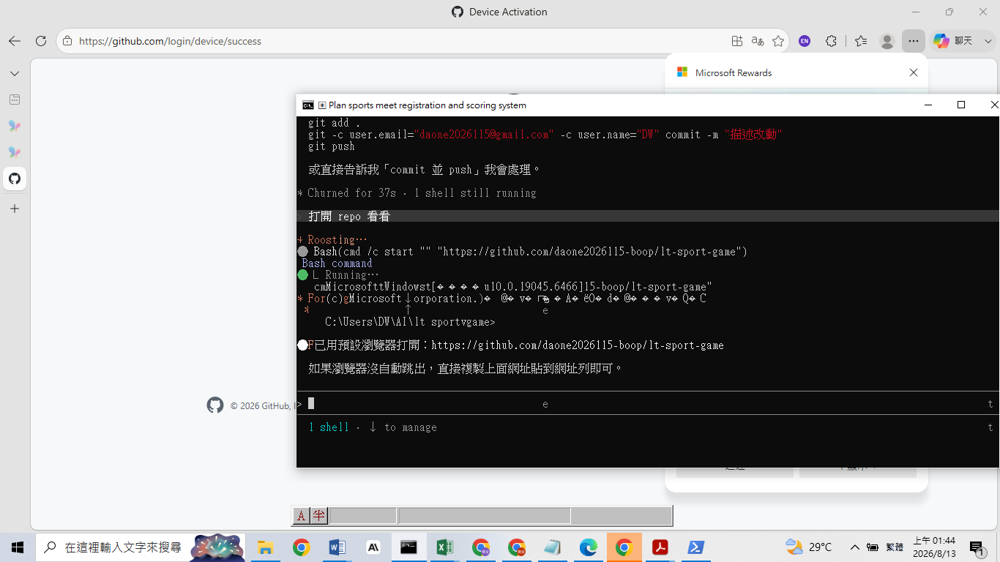 Device Activation
https://github.com/login/device/success
EN
聊天
Microsoft Rewards
Plan sports meet registration and scoring system
git add .
git -c user.email="daone2026115@gmail.com" -c user.name="DW" commit -m "描述改動"
git push
或直接告訴我「commit 並 push」我會處理。
* Churned for 37s · 1 shell still running
> 打開 repo 看看
Roosting…
Bash(cmd /c start "" "https://github.com/daone2026115-boop/lt-sport-game")
Bash command
L Running…
cmMicrosofttWindowst[���� u10.0.19045.6466]15-boop/lt-sport-game"
* For(c)gMicrosoft↓orporation.)�
↑ e
C:\Users\DW\AI\lt sportvgame>
F已用預設瀏覽器打開：https://github.com/daone2026115-boop/lt-sport-game
如果瀏覽器沒自動跳出，直接複製上面網址貼到網址列即可。
> e t
1 shell · ↓ to manage t
© 2026 GitHub,
A 半
在這裡輸入文字來搜尋
29°C
繁體
上午 01:44
2026/8/13
1